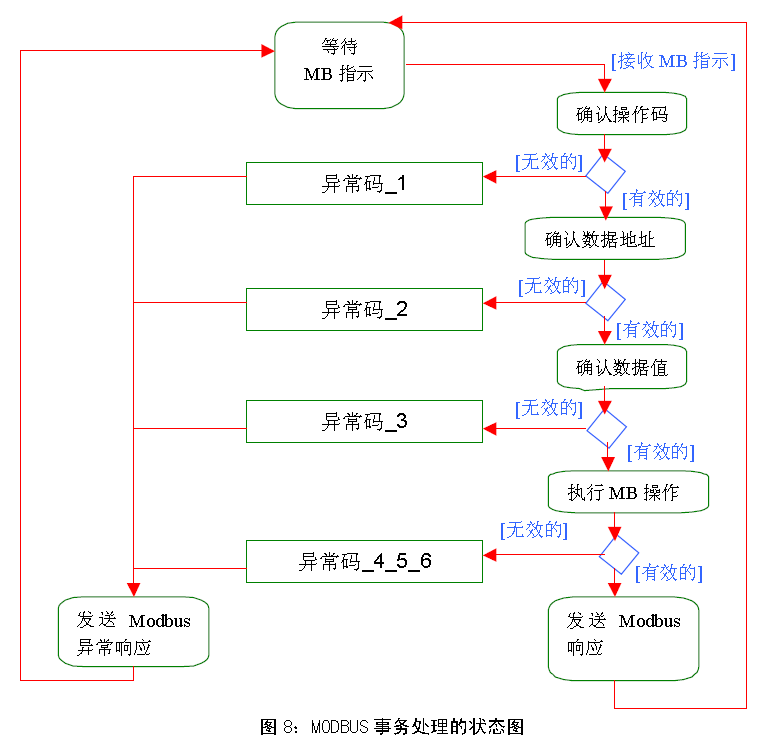 等待
MB 指示
[接收 MB 指示]
确认操作码
[无效的]
异常码_1
[有效的]
确认数据地址
[无效的]
异常码_2
[有效的]
确认数据值
[无效的]
异常码_3
[有效的]
执行 MB 操作
[无效的]
异常码_4_5_6
[有效的]
发送 Modbus
异常响应
发送 Modbus
响应
图 8：MODBUS 事务处理的状态图